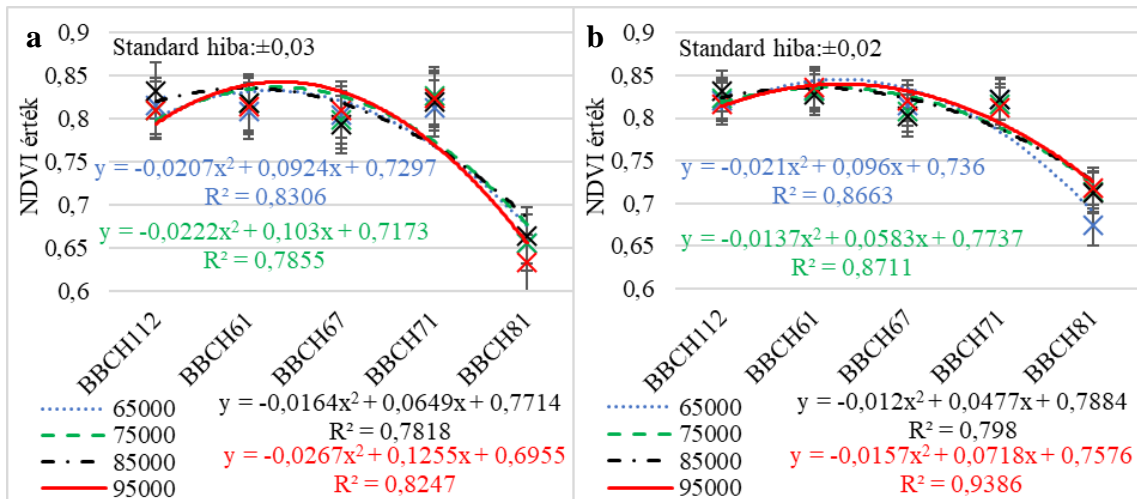 a
Standard hiba:±0,03
NDVI érték
0,9
0,85
0,8
0,75
0,7
0,65
0,6
y = -0,0207x² + 0,0924x + 0,7297
R² = 0,8306
y = -0,0222x² + 0,103x + 0,7173
R² = 0,7855
BBCH112
BBCH61
BBCH67
BBCH71
BBCH81
65000
75000
85000
95000
y = -0,0164x² + 0,0649x + 0,7714
R² = 0,7818
y = -0,0267x² + 0,1255x + 0,6955
R² = 0,8247
b
Standard hiba:±0,02
NDVI érték
0,9
0,85
0,8
0,75
0,7
0,65
0,6
y = -0,021x² + 0,096x + 0,736
R² = 0,8663
y = -0,0137x² + 0,0583x + 0,7737
R² = 0,8711
BBCH112
BBCH61
BBCH67
BBCH71
BBCH81
65000
75000
85000
95000
y = -0,012x² + 0,0477x + 0,7884
R² = 0,798
y = -0,0157x² + 0,0718x + 0,7576
R² = 0,9386